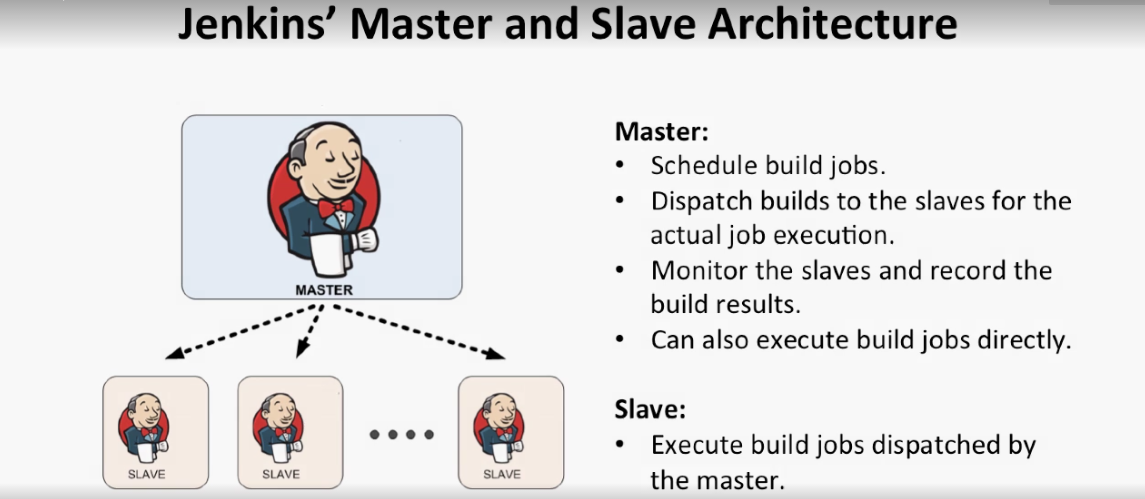 Jenkins’ Master and Slave Architecture
MASTER
SLAVE
SLAVE
SLAVE
Master:
• Schedule build jobs.
• Dispatch builds to the slaves for the
actual job execution.
• Monitor the slaves and record the
build results.
• Can also execute build jobs directly.
Slave:
• Execute build jobs dispatched by
the master.